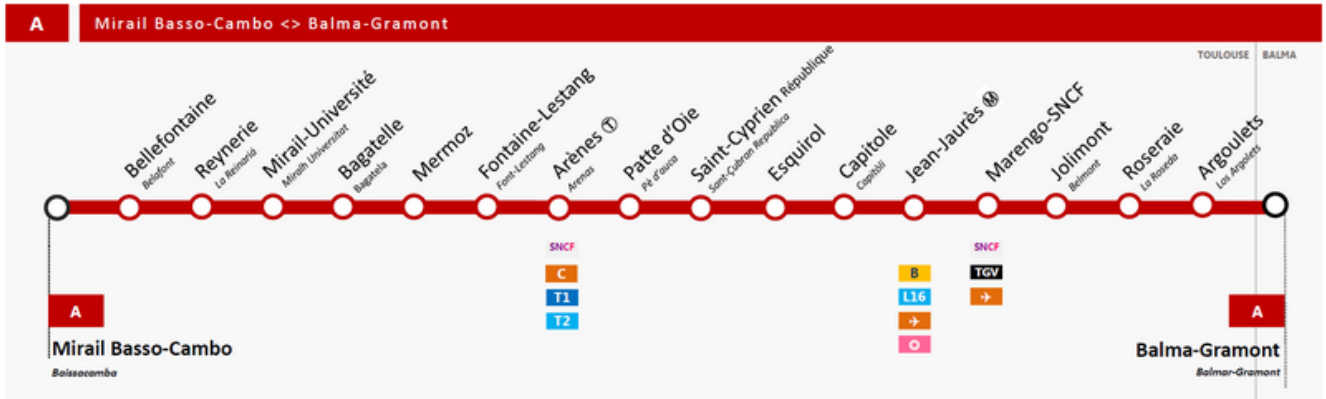 A
Mirail Basso-Cambo <> Balma-Gramont
TOULOUSE
BALMA
Bellefontaine
Belafont
Reynerie
La Reinariá
Mirail-Université
Miralh Universitat
Bagatelle
Bagatela
Mermoz
Fontaine-Lestang
Font-Lestang
Arènes T
Arenas
Patte d'Oie
Pè d'auca
Saint-Cyprien République
Sant-Çubran Republica
Esquirol
Capitole
Capitòli
Jean-Jaurès M
Marengo-SNCF
Jolimont
Belmont
Roseraie
La Roseda
Argoulets
Los Argolets
SNCF
C
T1
T2
B
L16
O
SNCF
TGV
A
Mirail Basso-Cambo
Baissacamba
A
Balma-Gramont
Balmar-Gramont